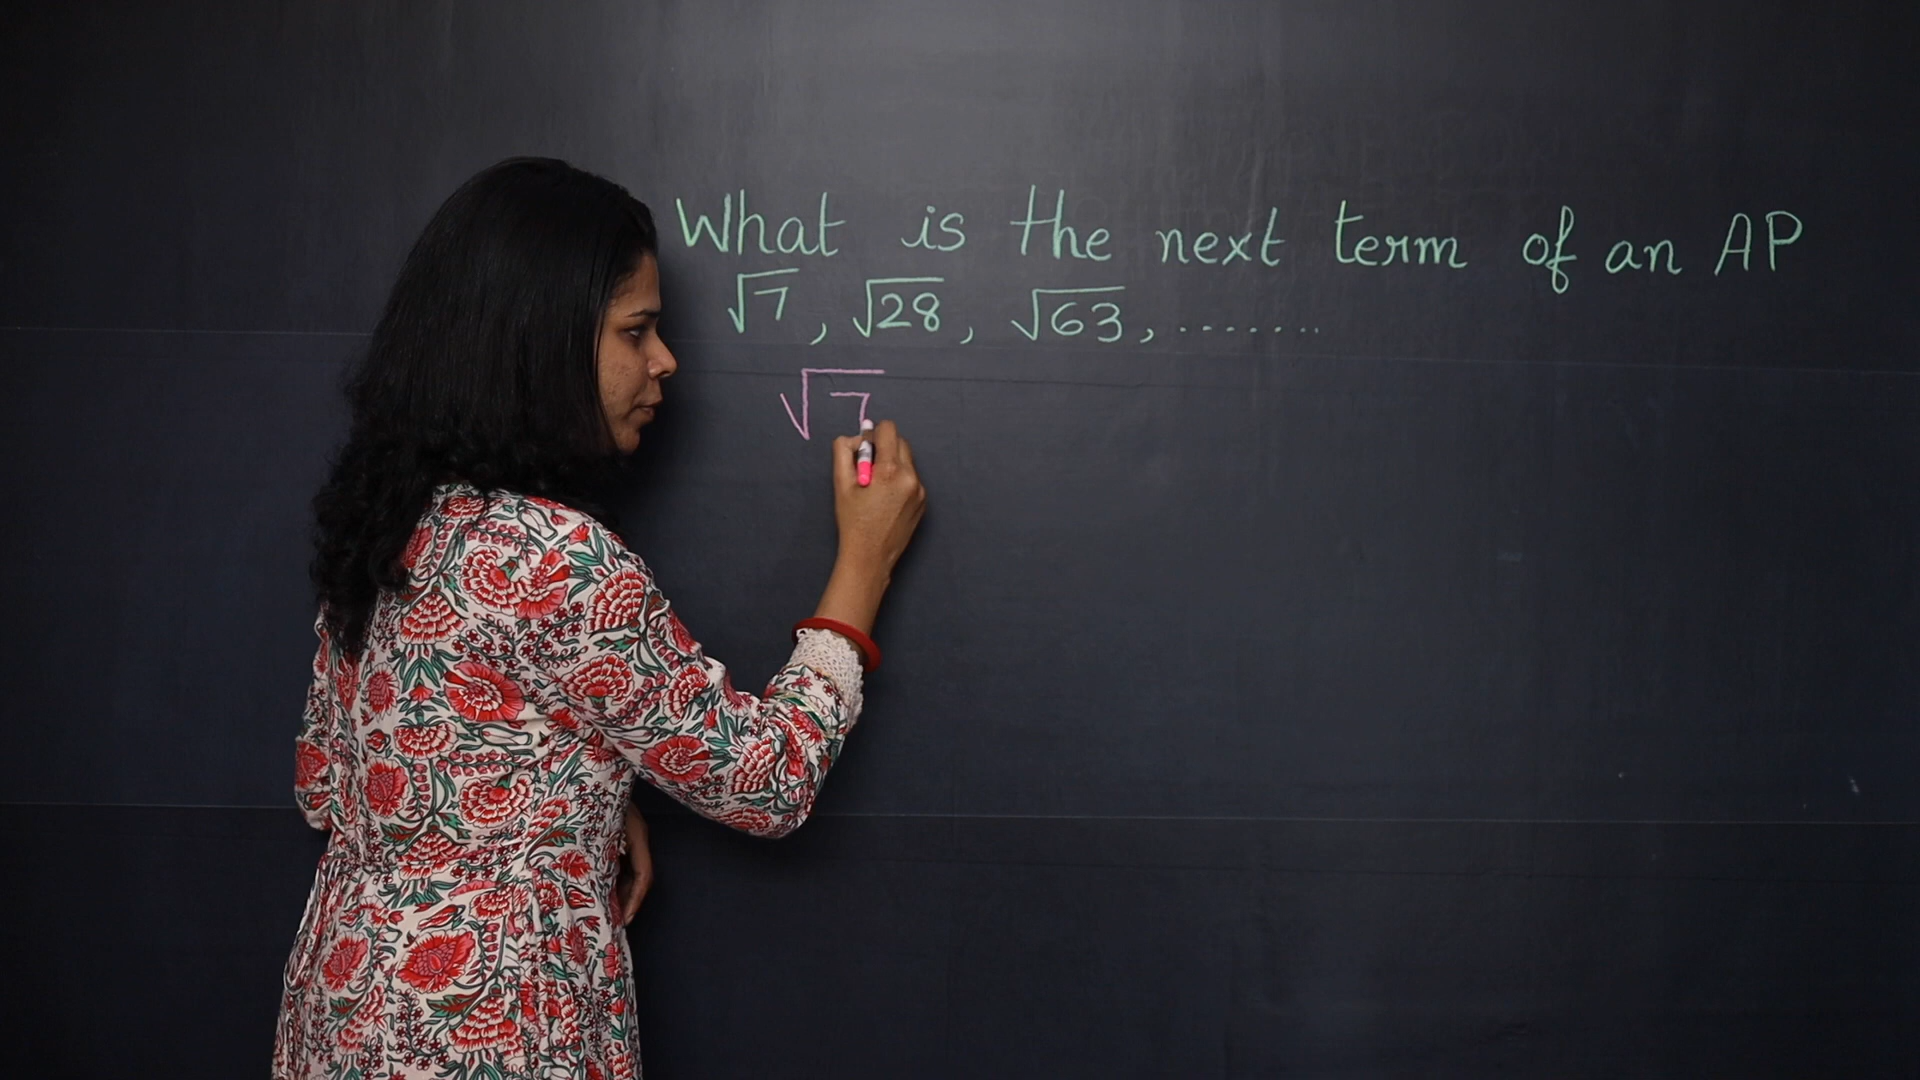 What is the next term of an AP
√7, √28, √63, .......
√7